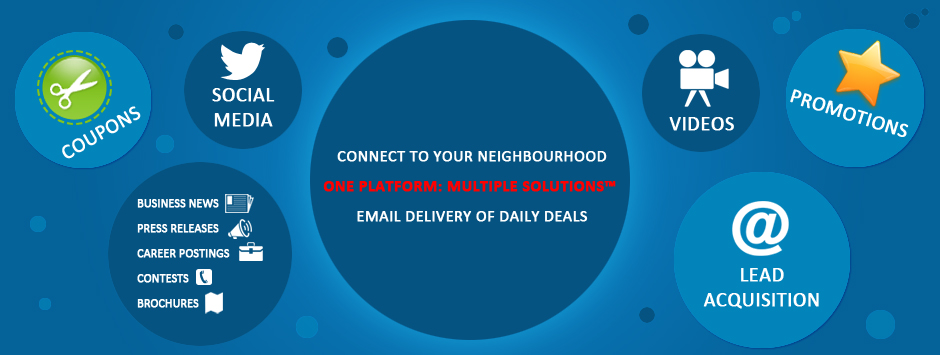 COUPONS
SOCIAL
MEDIA
BUSINESS NEWS
PRESS RELEASES
CAREER POSTINGS
CONTESTS
BROCHURES
CONNECT TO YOUR NEIGHBOURHOOD
ONE PLATFORM: MULTIPLE SOLUTIONS™
EMAIL DELIVERY OF DAILY DEALS
VIDEOS
PROMOTIONS
@
LEAD
ACQUISITION